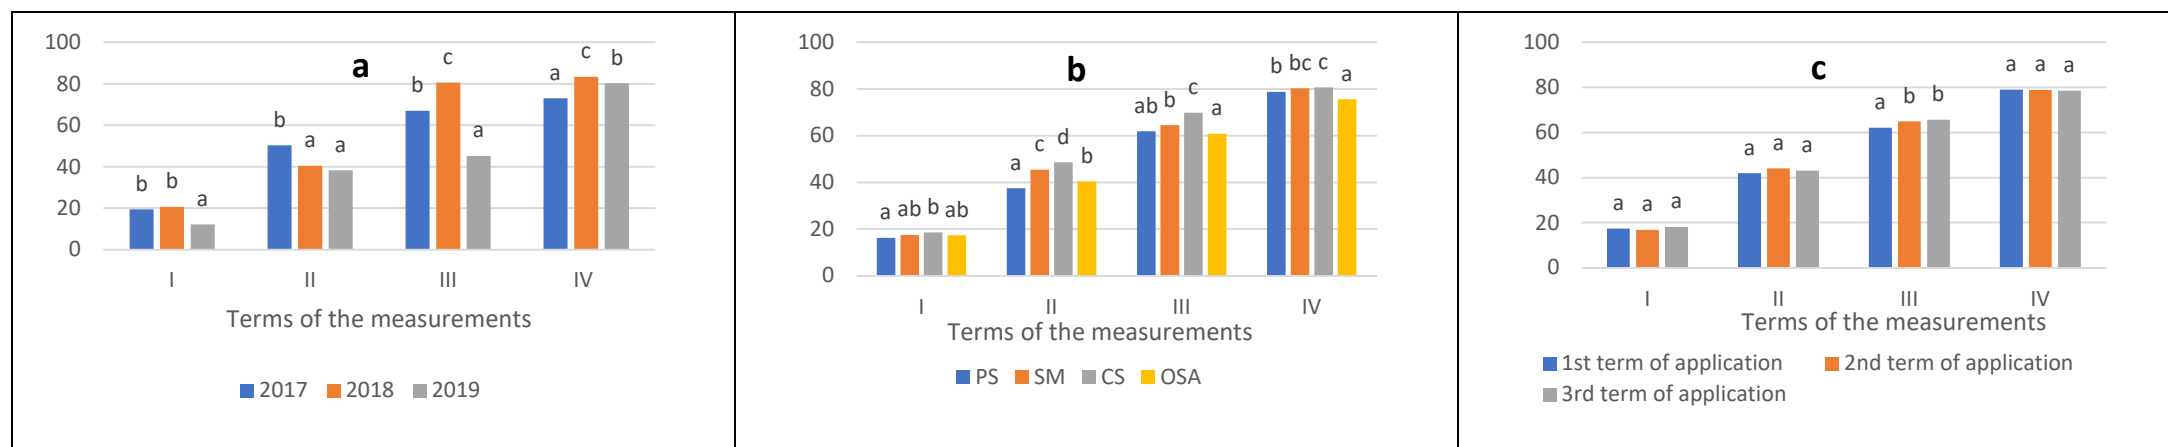 100
80
60
40
20
0
a
b b a
b a a
b c a
a c b
I II III IV
Terms of the measurements
2017 2018 2019
100
80
60
40
20
0
b
a ab b ab
a c d b
ab b c a
b bc c a
I II III IV
Terms of the measurements
PS SM CS OSA
100
80
60
40
20
0
c
a a a
a a a
a b b
a a a
I II III IV
Terms of the measurements
1st term of application 2nd term of application
3rd term of application